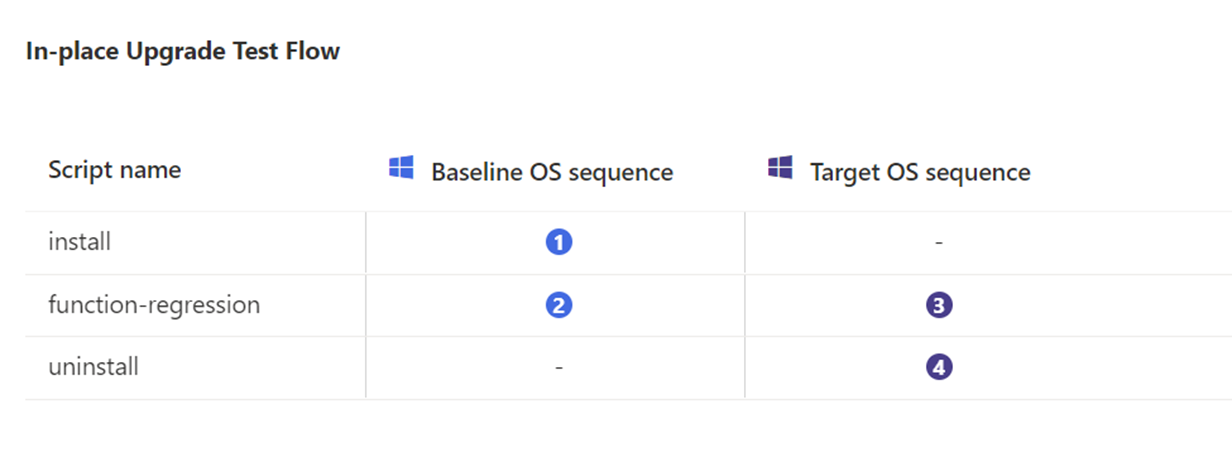 In-place Upgrade Test Flow
Script name Baseline OS sequence Target OS sequence
install 1 -
function-regression 2 3
uninstall - 4